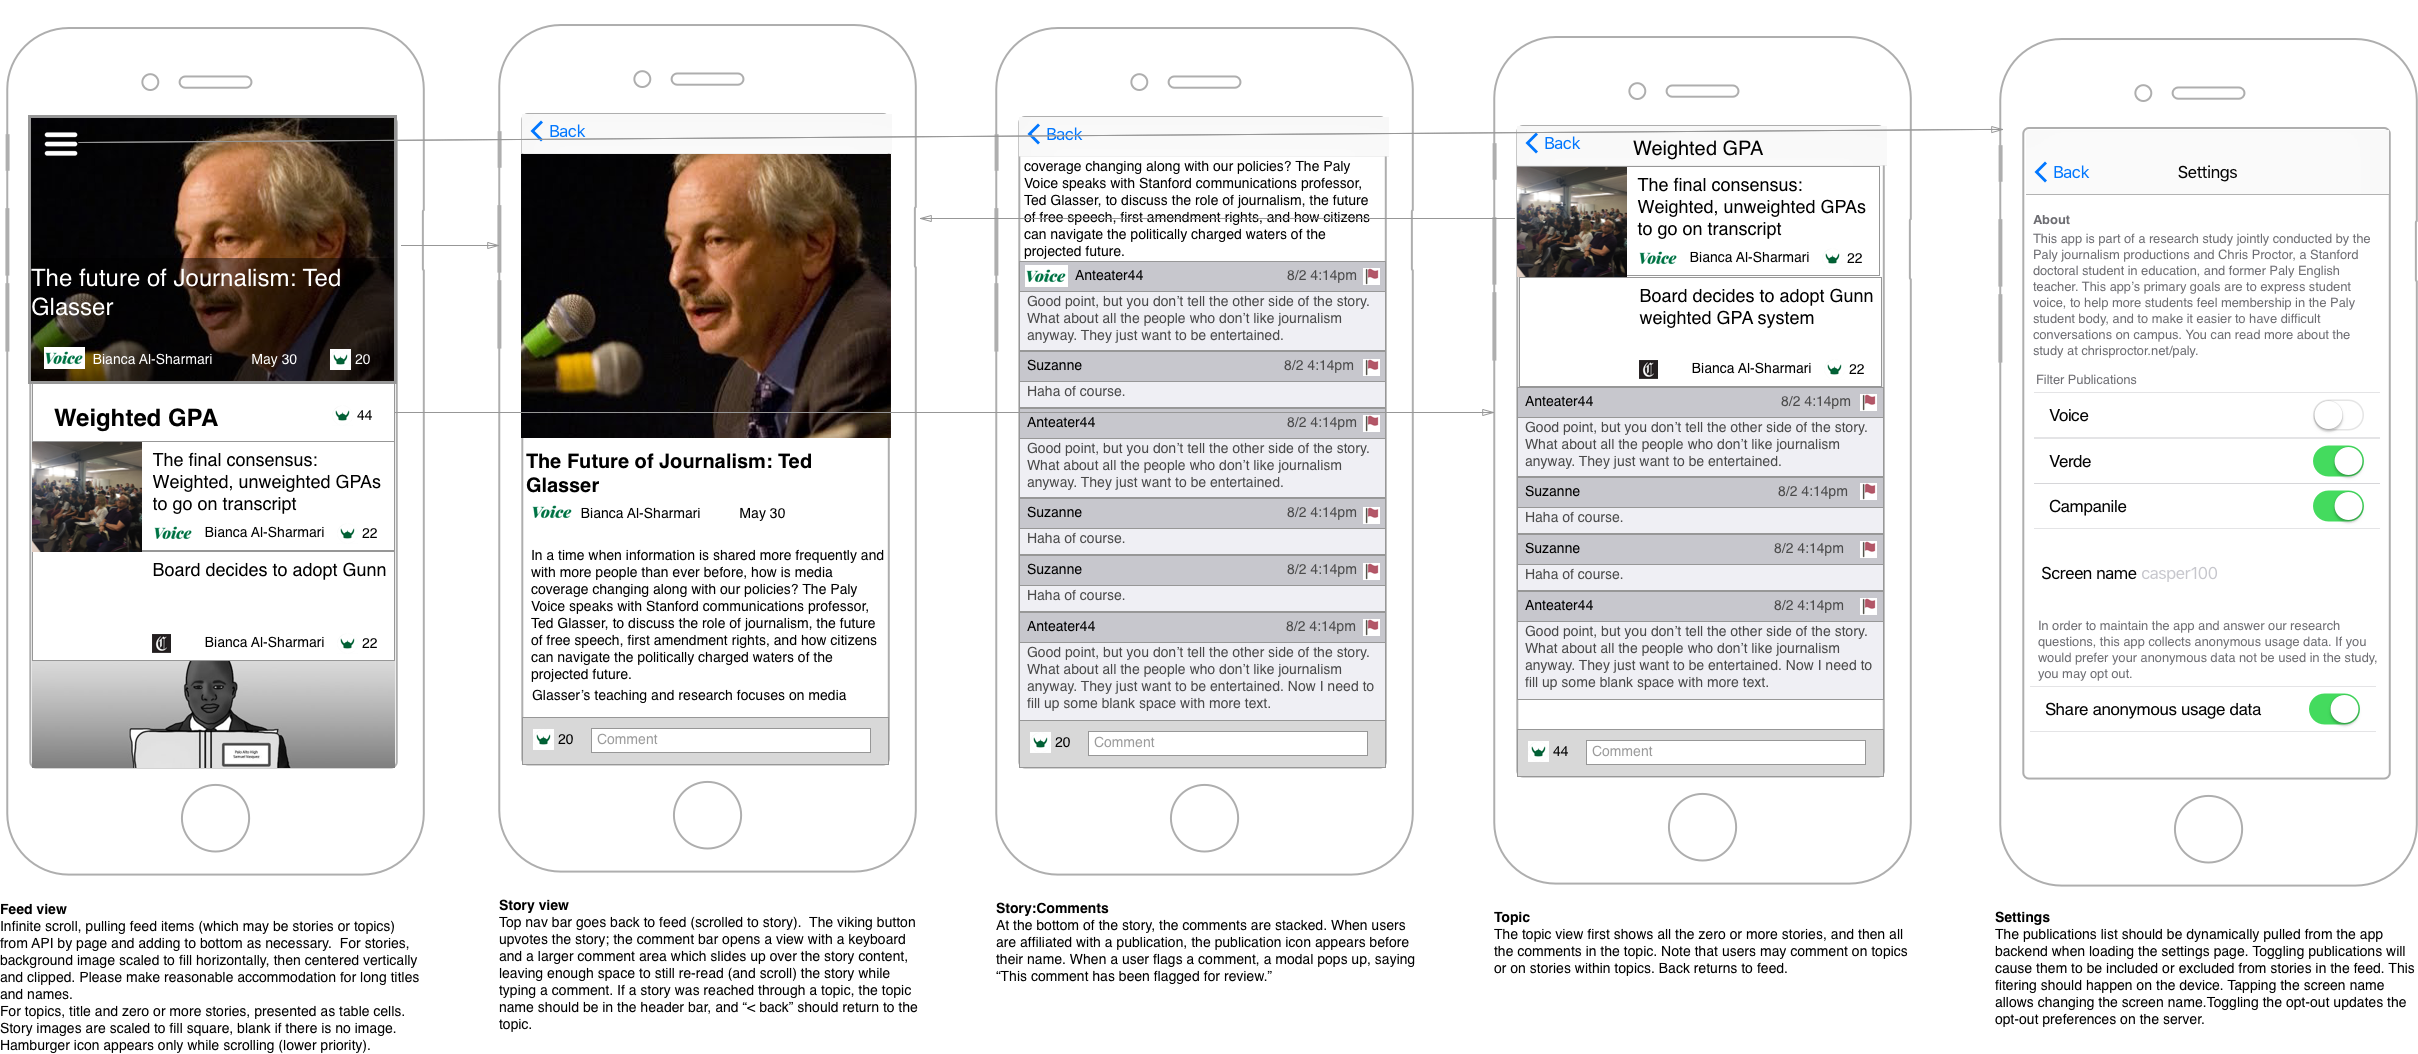 The future of Journalism: Ted
Glasser
Voice Bianca Al-Sharmari May 30 20
Weighted GPA 44
The final consensus:
Weighted, unweighted GPAs
to go on transcript
Voice Bianca Al-Sharmari 22
Board decides to adopt Gunn
C Bianca Al-Sharmari 22
Palo Alto High
Samuel Vasquez
Feed view
Infinite scroll, pulling feed items (which may be stories or topics)
from API by page and adding to bottom as necessary.  For stories,
background image scaled to fill horizontally, then centered vertically
and clipped. Please make reasonable accommodation for long titles
and names.
For topics, title and zero or more stories, presented as table cells.
Story images are scaled to fill square, blank if there is no image.
Hamburger icon appears only while scrolling (lower priority).
Back
The Future of Journalism: Ted
Glasser
Voice Bianca Al-Sharmari May 30
In a time when information is shared more frequently and
with more people than ever before, how is media
coverage changing along with our policies? The Paly
Voice speaks with Stanford communications professor,
Ted Glasser, to discuss the role of journalism, the future
of free speech, first amendment rights, and how citizens
can navigate the politically charged waters of the
projected future.
Glasser's teaching and research focuses on media
20 Comment
Story view
Top nav bar goes back to feed (scrolled to story).  The viking button
upvotes the story; the comment bar opens a view with a keyboard
and a larger comment area which slides up over the story content,
leaving enough space to still re-read (and scroll) the story while
typing a comment. If a story was reached through a topic, the topic
name should be in the header bar, and “< back” should return to the
topic.
Back
coverage changing along with our policies? The Paly
Voice speaks with Stanford communications professor,
Ted Glasser, to discuss the role of journalism, the future
of free speech, first amendment rights, and how citizens
can navigate the politically charged waters of the
projected future.
Voice Anteater44 8/2 4:14pm
Good point, but you don't tell the other side of the story.
What about all the people who don't like journalism
anyway. They just want to be entertained.
Suzanne 8/2 4:14pm
Haha of course.
Anteater44 8/2 4:14pm
Good point, but you don't tell the other side of the story.
What about all the people who don't like journalism
anyway. They just want to be entertained.
Suzanne 8/2 4:14pm
Haha of course.
Suzanne 8/2 4:14pm
Haha of course.
Anteater44 8/2 4:14pm
Good point, but you don't tell the other side of the story.
What about all the people who don't like journalism
anyway. They just want to be entertained. Now I need to
fill up some blank space with more text.
20 Comment
Story:Comments
At the bottom of the story, the comments are stacked. When users
are affiliated with a publication, the publication icon appears before
their name. When a user flags a comment, a modal pops up, saying
“This comment has been flagged for review.”
Back Weighted GPA
The final consensus:
Weighted, unweighted GPAs
to go on transcript
Voice Bianca Al-Sharmari 22
Board decides to adopt Gunn
weighted GPA system
C Bianca Al-Sharmari 22
Anteater44 8/2 4:14pm
Good point, but you don't tell the other side of the story.
What about all the people who don't like journalism
anyway. They just want to be entertained.
Suzanne 8/2 4:14pm
Haha of course.
Suzanne 8/2 4:14pm
Haha of course.
Anteater44 8/2 4:14pm
Good point, but you don't tell the other side of the story.
What about all the people who don't like journalism
anyway. They just want to be entertained. Now I need to
fill up some blank space with more text.
44 Comment
Topic
The topic view first shows all the zero or more stories, and then all
the comments in the topic. Note that users may comment on topics
or on stories within topics. Back returns to feed.
Back Settings
About
This app is part of a research study jointly conducted by the
Paly journalism productions and Chris Proctor, a Stanford
doctoral student in education, and former Paly English
teacher. This app's primary goals are to express student
voice, to help more students feel membership in the Paly
student body, and to make it easier to have difficult
conversations on campus. You can read more about the
study at chrisproctor.net/paly.
Filter Publications
Voice
Verde
Campanile
Screen name casper100
In order to maintain the app and answer our research
questions, this app collects anonymous usage data. If you
would prefer your anonymous data not be used in the study,
you may opt out.
Share anonymous usage data
Settings
The publications list should be dynamically pulled from the app
backend when loading the settings page. Toggling publications will
cause them to be included or excluded from stories in the feed. This
fitering should happen on the device. Tapping the screen name
allows changing the screen name.Toggling the opt-out updates the
opt-out preferences on the server.